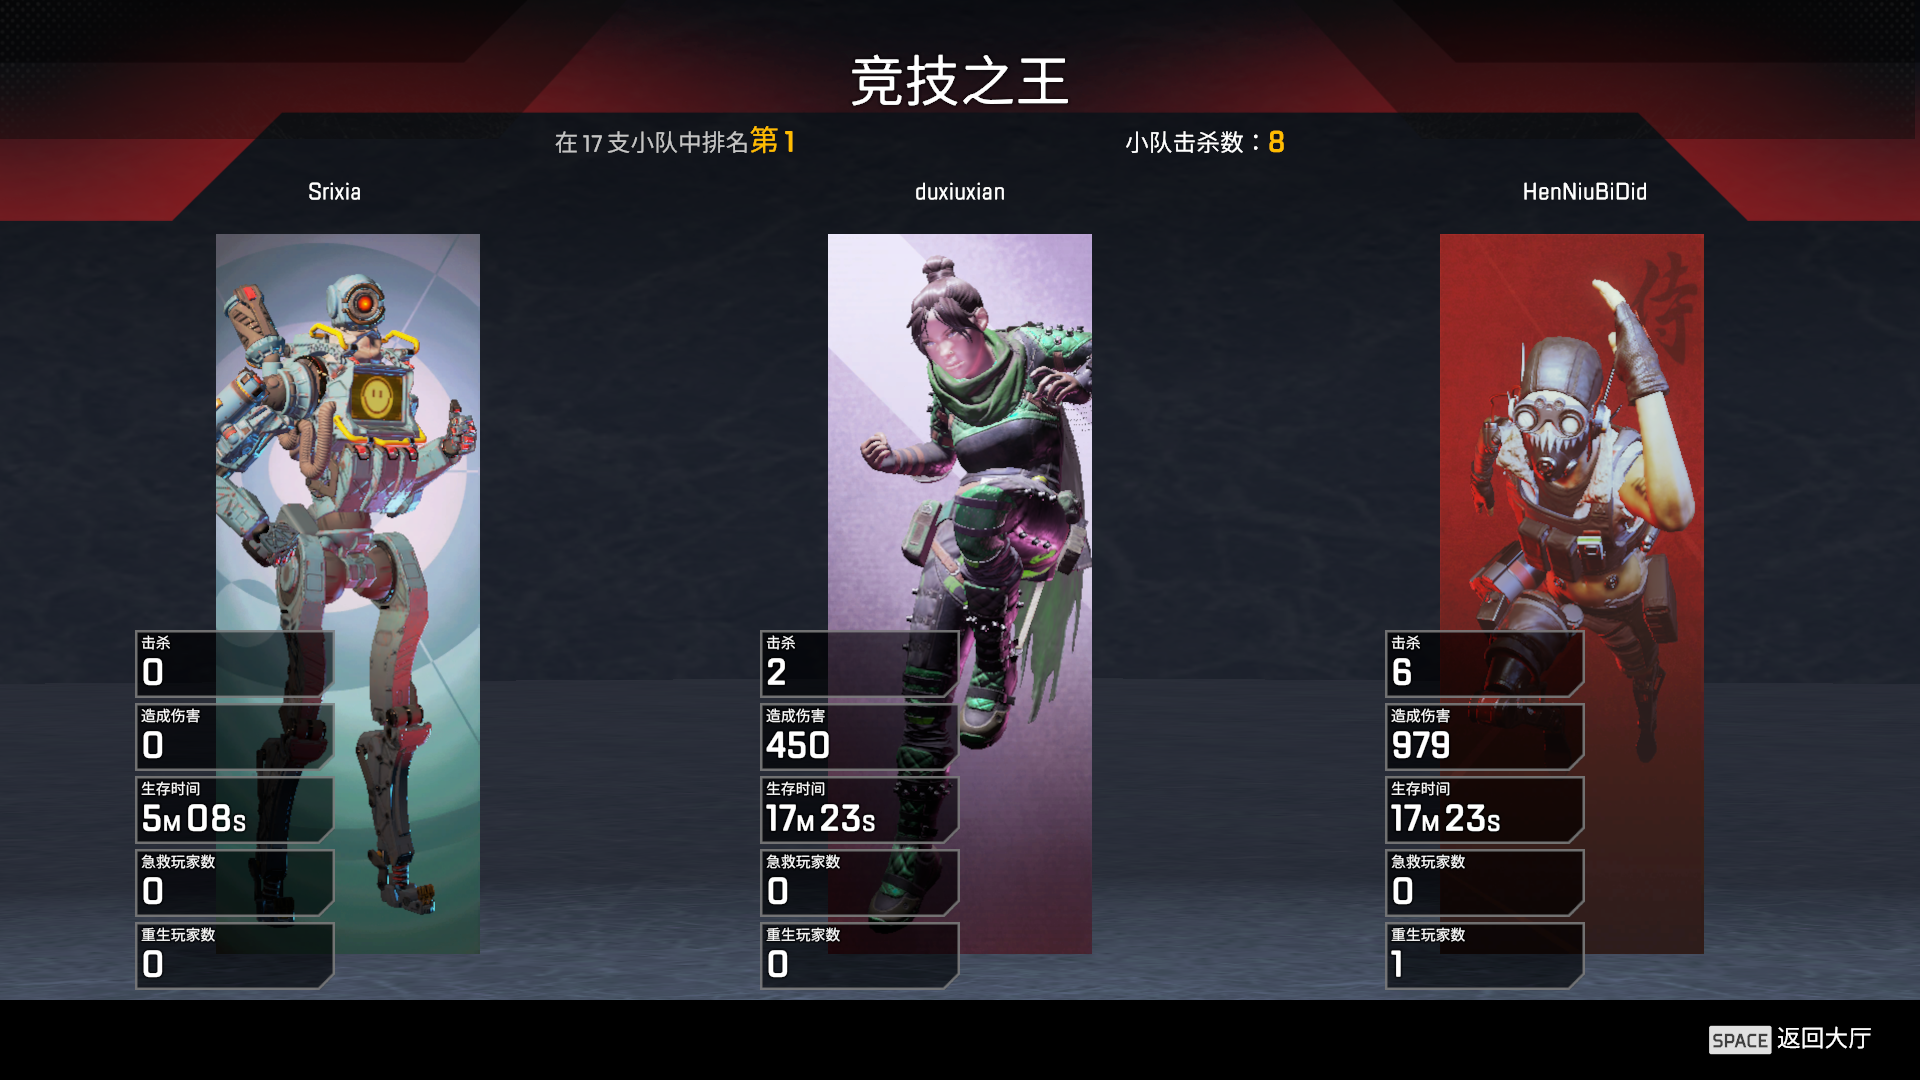 竞技之王
在 17 支小队中排名第 1
小队击杀数：8
Srixia
duxiuxian
HenNiuBiDid
侍
击杀
0
造成伤害
0
生存时间
5M 08S
急救玩家数
0
重生玩家数
0
击杀
2
造成伤害
450
生存时间
17M 23S
急救玩家数
0
重生玩家数
0
击杀
6
造成伤害
979
生存时间
17M 23S
急救玩家数
0
重生玩家数
1
SPACE 返回大厅